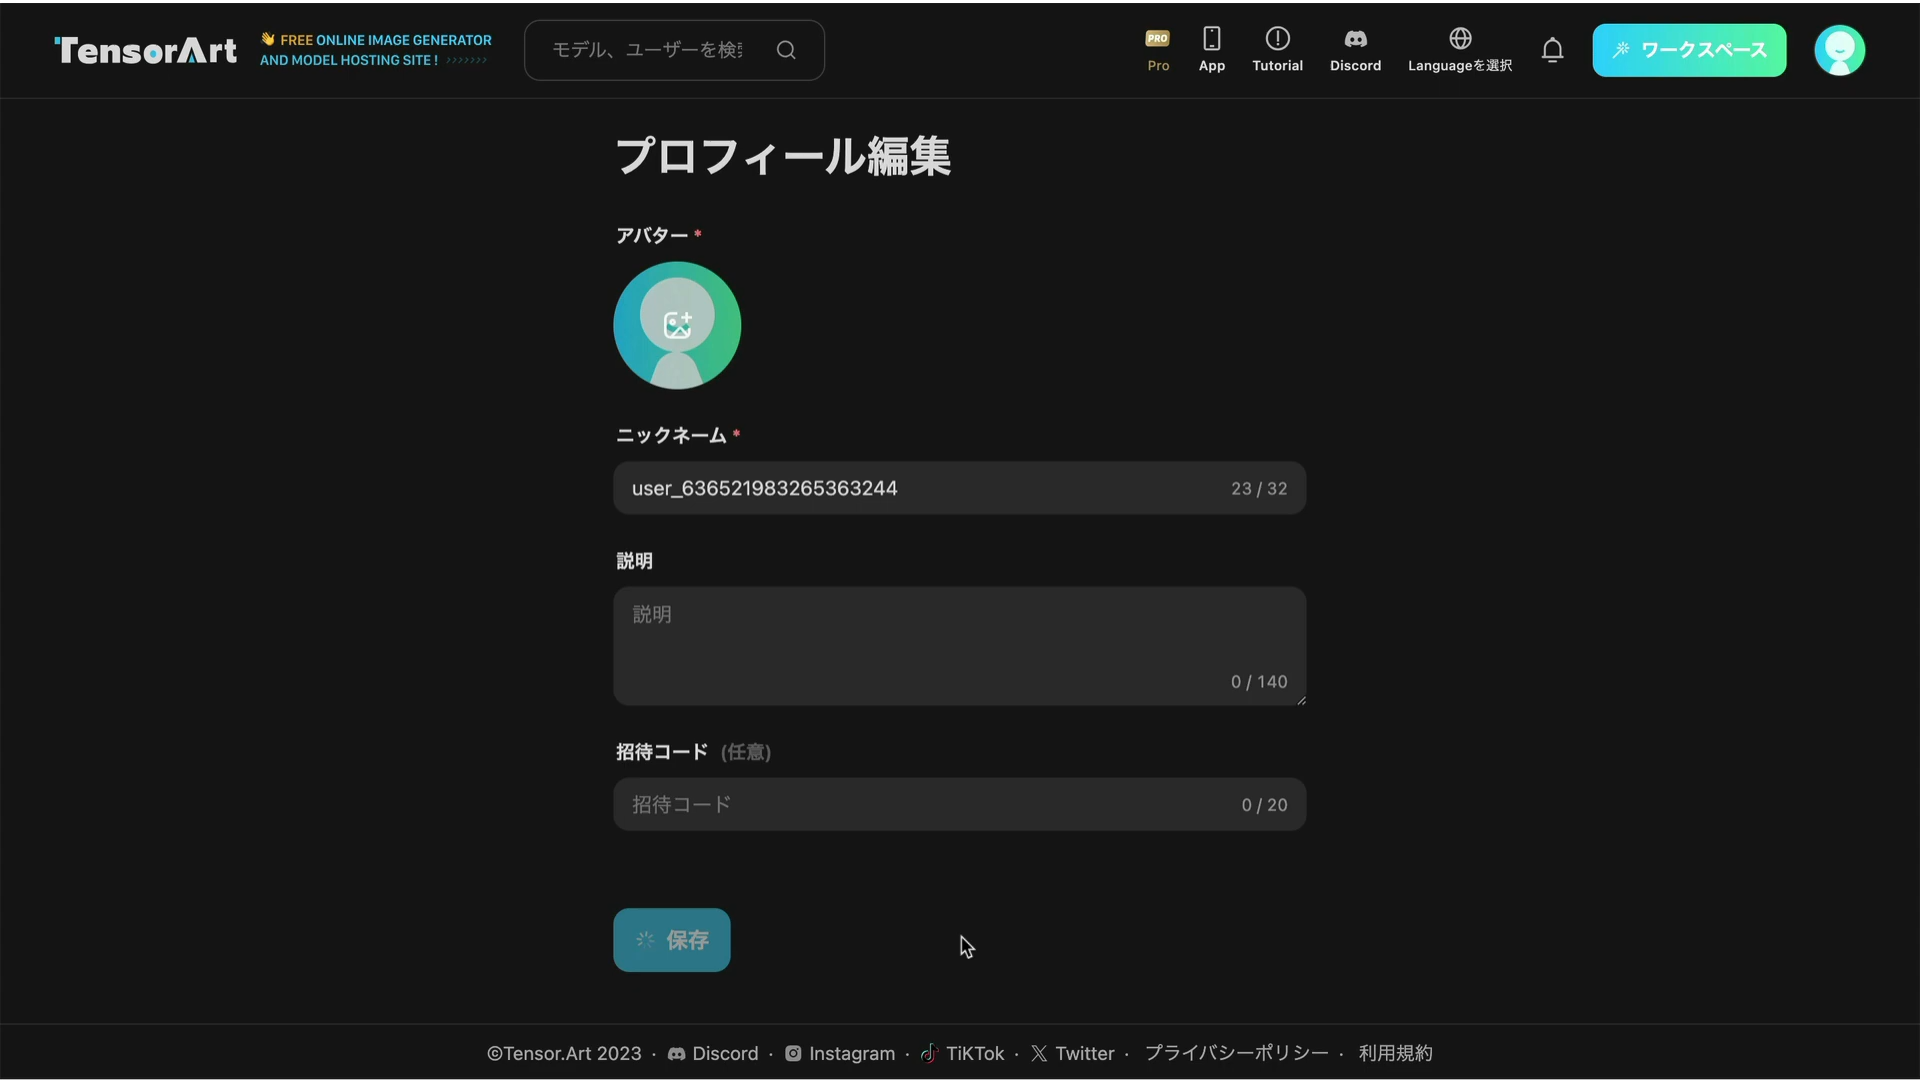 TensorArt
👋 FREE ONLINE IMAGE GENERATOR
AND MODEL HOSTING SITE ! ›››››››
モデル、ユーザーを検索
PRO
Pro
App
Tutorial
Discord
Languageを選択
ワークスペース
プロフィール編集
アバター *
ニックネーム *
user_636521983265363244
23 / 32
説明
説明
0 / 140
招待コード (任意)
招待コード
0 / 20
保存
©Tensor.Art 2023 · Discord · Instagram · TiKTok · Twitter · プライバシーポリシー · 利用規約